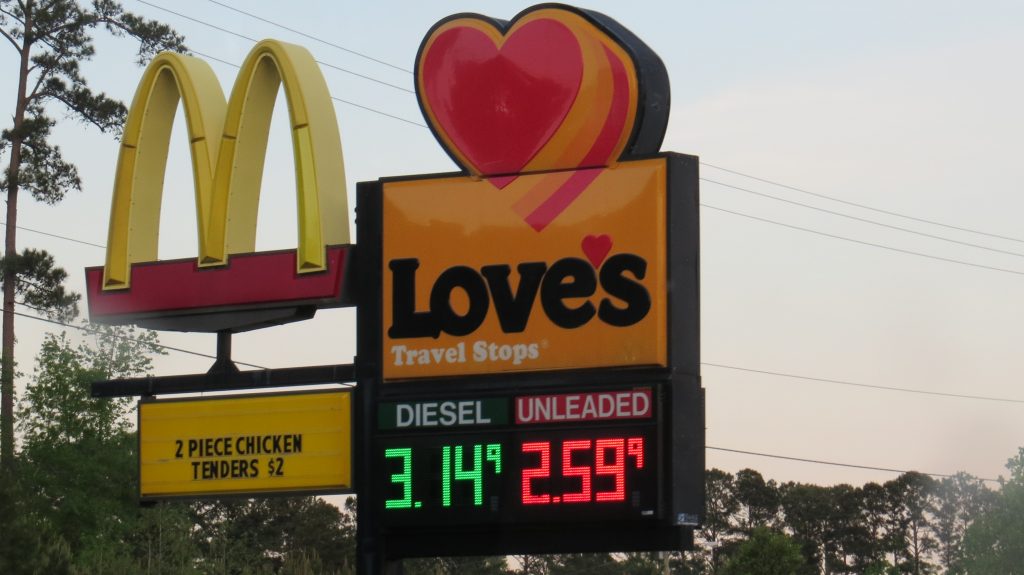 Love's
Travel Stops
DIESEL UNLEADED
3.149 2.599
2 PIECE CHICKEN
TENDERS $2